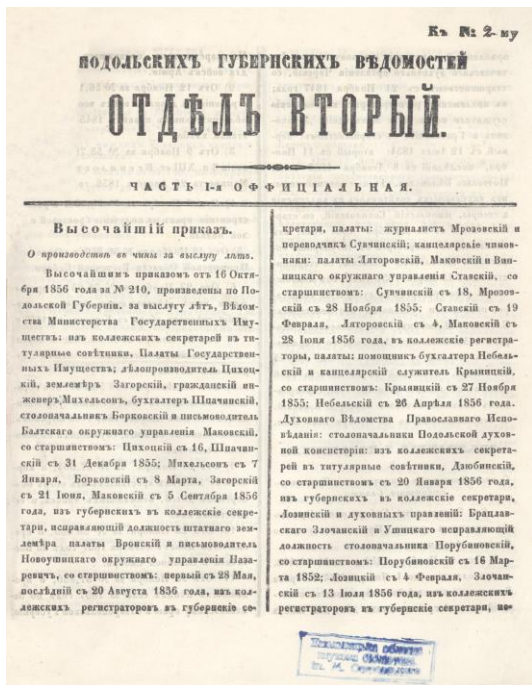 Къ № 2-му
ПОДОЛЬСКИХЪ ГУБЕРНСКИХЪ ВѢДОМОСТЕЙ
ОТДѢЛЪ ВТОРЫЙ.
ЧАСТЬ I-я ОФФИЦІАЛЬНАЯ.
Высочайшій приказъ.
О производствѣ въ чины за выслугу лѣтъ.
Высочайшимъ приказомъ отъ 16 Октя-
бря 1856 года за № 210, произведены по По-
дольской Губерніи. за выслугу лѣтъ, Вѣдом-
ства Министерства Государственныхъ Иму-
ществъ: изъ коллежскихъ секретарей въ ти-
тулярные совѣтники, Палаты Государствен-
ныхъ Имуществъ; дѣлопроизводитель Цихоц-
кій, землемѣръ Загорскій, гражданскій ин-
женеръ Михельсонъ, бухгалтеръ Шпачинскій,
столоначальникъ Борковскій и письмоводитель
Балтскаго окружнаго управленія Маковскій,
со старшинствомъ: Цихоцкій съ 16, Шпачин-
скій съ 31 Декабря 1855; Михельсонъ съ 7
Января, Борковскій съ 8 Марта, Загорскій
съ 21 Іюня, Маковскій съ 5 Сентября 1856
года, изъ губернскихъ въ коллежскіе секре-
тари, исправляющій должность штатнаго зем-
лемѣра палаты Вронскій и письмоводитель
Новоушицкаго окружнаго управленія Наза-
ревичъ, со старшинствомъ: первый съ 28 Мая,
послѣдній съ 20 Августа 1856 года, изъ кол-
лежскихъ регистраторовъ въ губернскіе се-
кретари, палаты: журналистъ Мрозовскій и
переводчикъ Сувчинскій; канцелярскіе чинов-
ники: палаты Ляторовскій, Маковскій и Вин-
ницкаго окружнаго управленія Ставскій, со
старшинствомъ: Сувчинскій съ 18, Мрозов-
скій съ 28 Ноября 1855; Ставскій съ 19
Февраля, Ляторовскій съ 4, Маковскій съ
28 Іюня 1856 года, въ коллежскіе регистра-
торы, палаты: помощникъ бухгалтера Небель-
скій и канцелярскій служитель Крыницкій,
со старшинствомъ: Крыницкій съ 27 Ноября
1855; Небельскій съ 26 Апрѣля 1856 года.
Духовнаго Вѣдомства Православнаго Испо-
вѣданія: столоначальники Подольской духов-
ной консисторіи: изъ коллежскихъ секрета-
рей въ титулярные совѣтники, Дзюбинскій,
со старшинствомъ съ 20 Января 1856 года,
изъ губернскихъ въ коллежскіе секретари,
Лозинскій и духовныхъ правленій: Брацлав-
скаго Злочанскій и Ушицкаго исправляющій
должность столоначальника Порубиновскій,
со старшинствомъ: Порубиновскій съ 16 Мар-
та 1852; Лозицкій съ 4 Февраля, Злочан-
скій съ 13 Іюля 1856 года, изъ коллежскихъ
регистраторовъ въ губернскіе секретари, по-